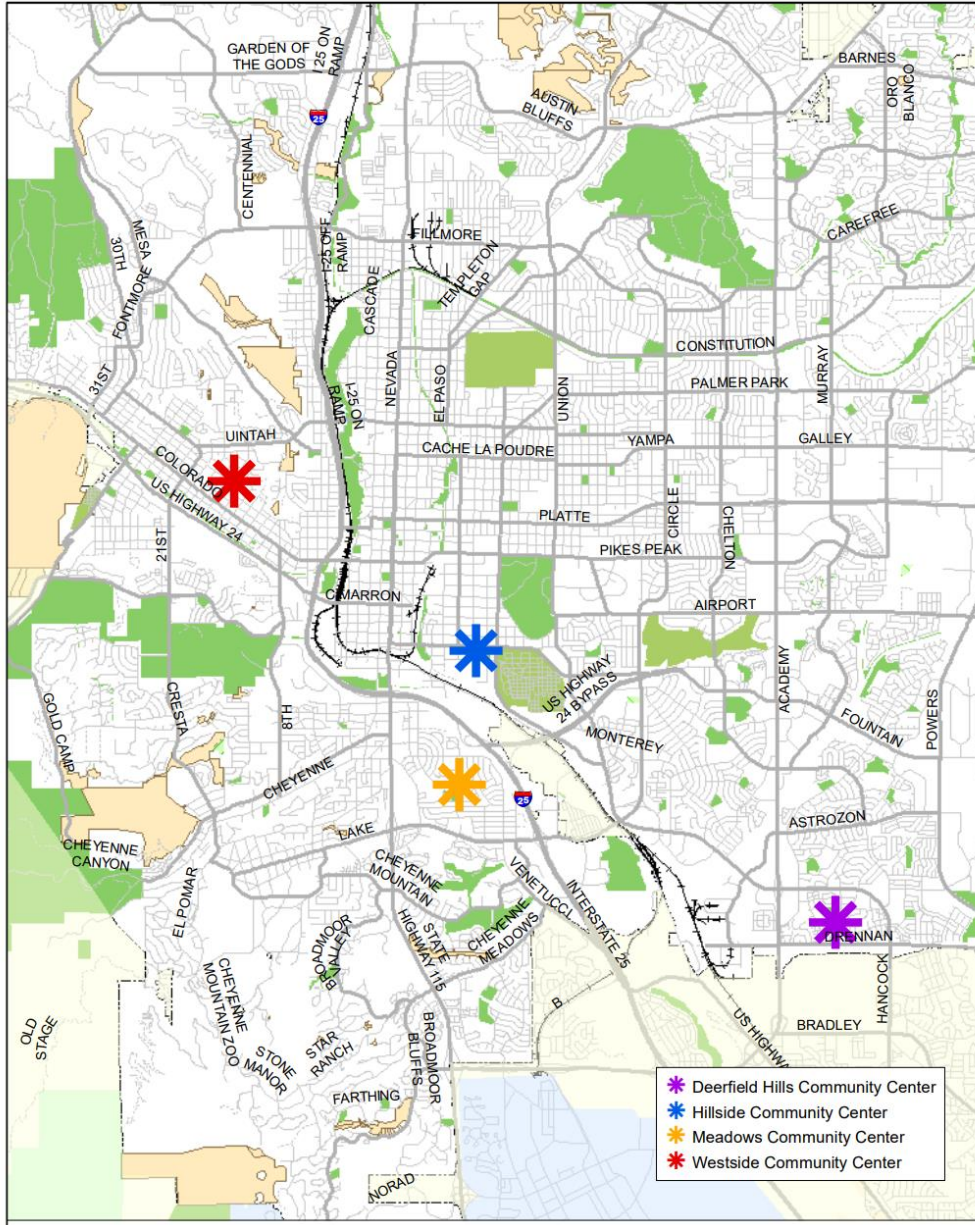 GARDEN OF
THE GODS
I 25 ON
RAMP
BARNES
ORO
BLANCO
25
AUSTIN
BLUFFS
CENTENNIAL
MESA
30TH
FONTMORE
31ST
I-25 OFF
RAMP
FILLMORE
CASCADE
TEMPLETON
GAP
CAREFREE
CONSTITUTION
NEVADA
EL PASO
I-25 ON
RAMP
UNION
PALMER PARK
MURRAY
UINTAH
CACHE LA POUDRE
YAMPA
GALLEY
COLORADO
US HIGHWAY 24
21ST
PLATTE
CIRCLE
CHELTON
PIKES PEAK
CIMARRON
AIRPORT
US HIGHWAY
24 BYPASS
ACADEMY
GOLD CAMP
CRESTA
8TH
MONTEREY
FOUNTAIN
POWERS
CHEYENNE
25
ASTROZON
LAKE
CHEYENNE
CANYON
CHEYENNE
MOUNTAIN
VENETUCCI
INTERSTATE 25
EL POMAR
BROADMOOR
VALLEY
STATE
HIGHWAY 115
CHEYENNE
MEADOWS
DRENNAN
HANCOCK
CHEYENNE
MOUNTAIN ZOO
B
OLD
STAGE
STAR
RANCH
STONE
MANOR
BROADMOOR
BLUFFS
BRADLEY
US HIGHWA
FARTHING
NORAD
Deerfield Hills Community Center
Hillside Community Center
Meadows Community Center
Westside Community Center